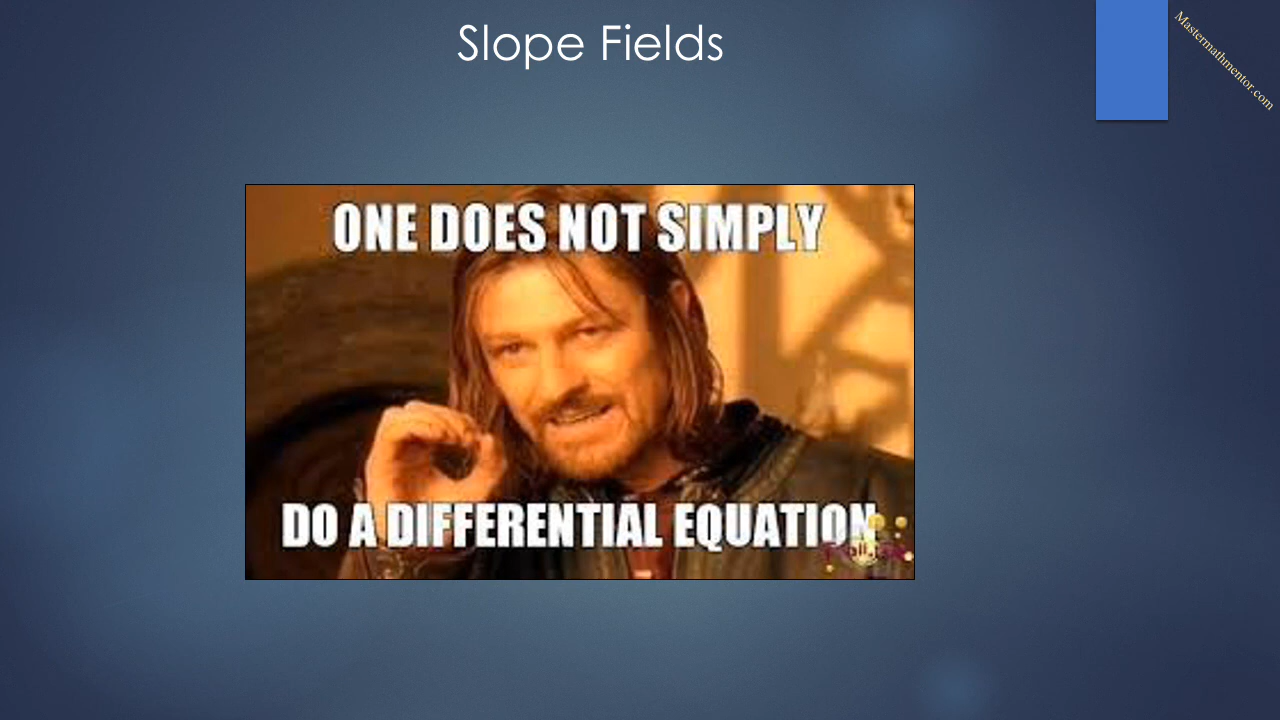 Slope Fields
Mastermathmentor.com
ONE DOES NOT SIMPLY
DO A DIFFERENTIAL EQUATION